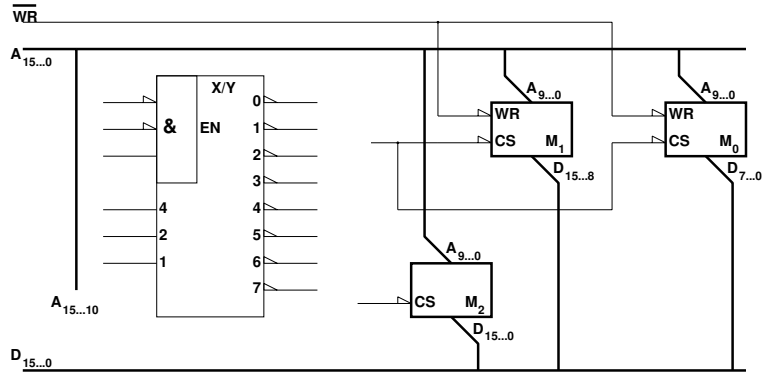 WR
A15...0
X/Y
&
EN
0
1
2
3
4
5
6
7
4
2
1
A15...10
A9...0
WR
CS
M1
D15...8
A9...0
WR
CS
M0
D7...0
A9...0
CS
M2
D15...0
D15...0